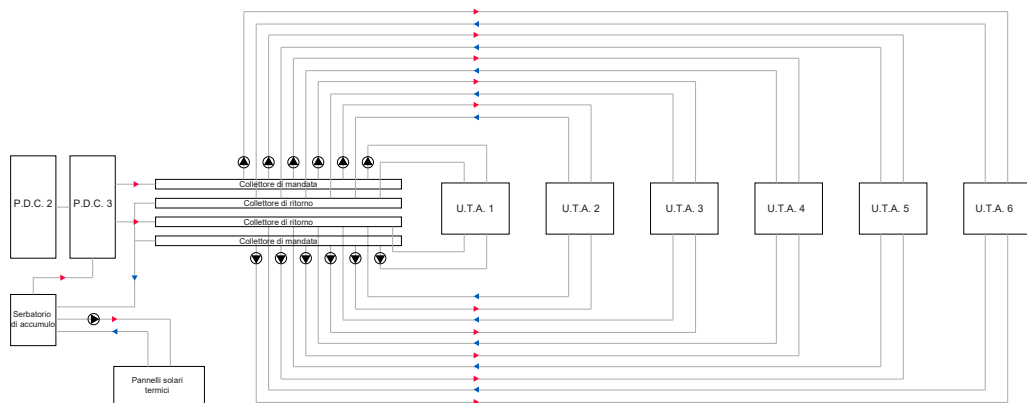 P.D.C. 2
P.D.C. 3
Collettore di mandata
Collettore di ritorno
Collettore di ritorno
Collettore di mandata
U.T.A. 1
U.T.A. 2
U.T.A. 3
U.T.A. 4
U.T.A. 5
U.T.A. 6
Serbatorio
di accumulo
Pannelli solari
termici